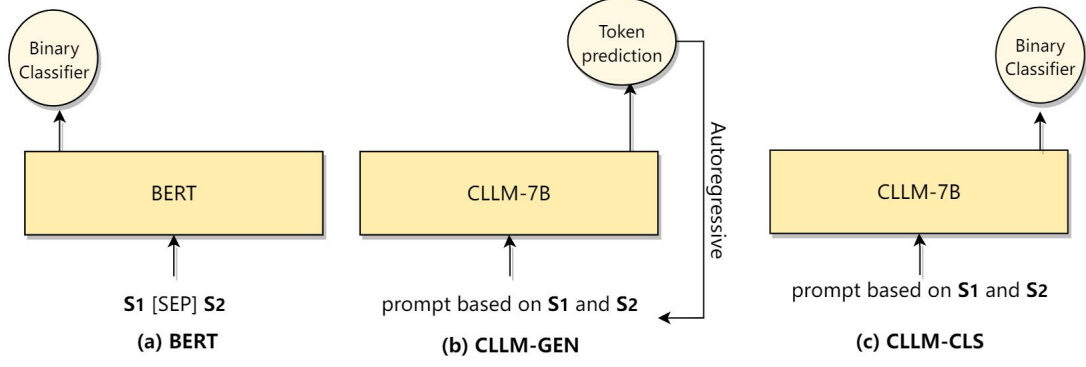 Binary
Classifier
BERT
S1 [SEP] S2
(a) BERT
Token
prediction
Autoregressive
CLLM-7B
prompt based on S1 and S2
(b) CLLM-GEN
Binary
Classifier
CLLM-7B
prompt based on S1 and S2
(c) CLLM-CLS